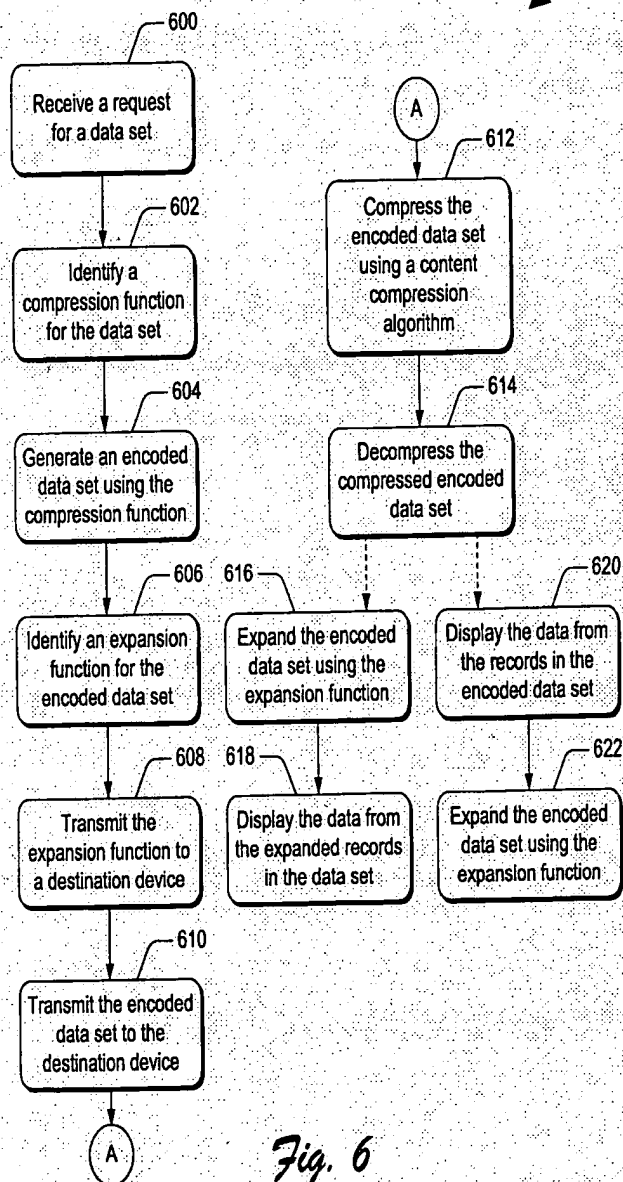 600
Receive a request
for a data set
602
Identify a
compression function
for the data set
604
Generate an encoded
data set using the
compression function
606
Identify an expansion
function for the
encoded data set
608
Transmit the
expansion function to
a destination device
610
Transmit the encoded
data set to the
destination device
A
A
612
Compress the
encoded data set
using a content
compression
algorithm
614
Decompress the
compressed encoded
data set
616
Expand the encoded
data set using the
expansion function
618
Display the data from
the expanded records
in the data set
620
Display the data from
the records in the
encoded data set
622
Expand the encoded
data set using the
expansion function
Fig. 6